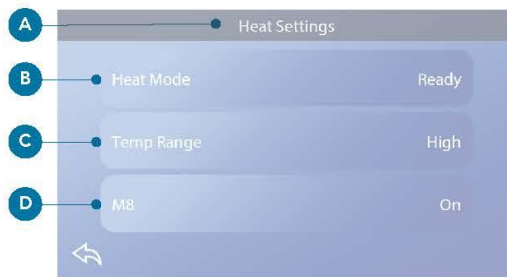 A Heat Settings
B Heat Mode Ready
C Temp Range High
D M8 On